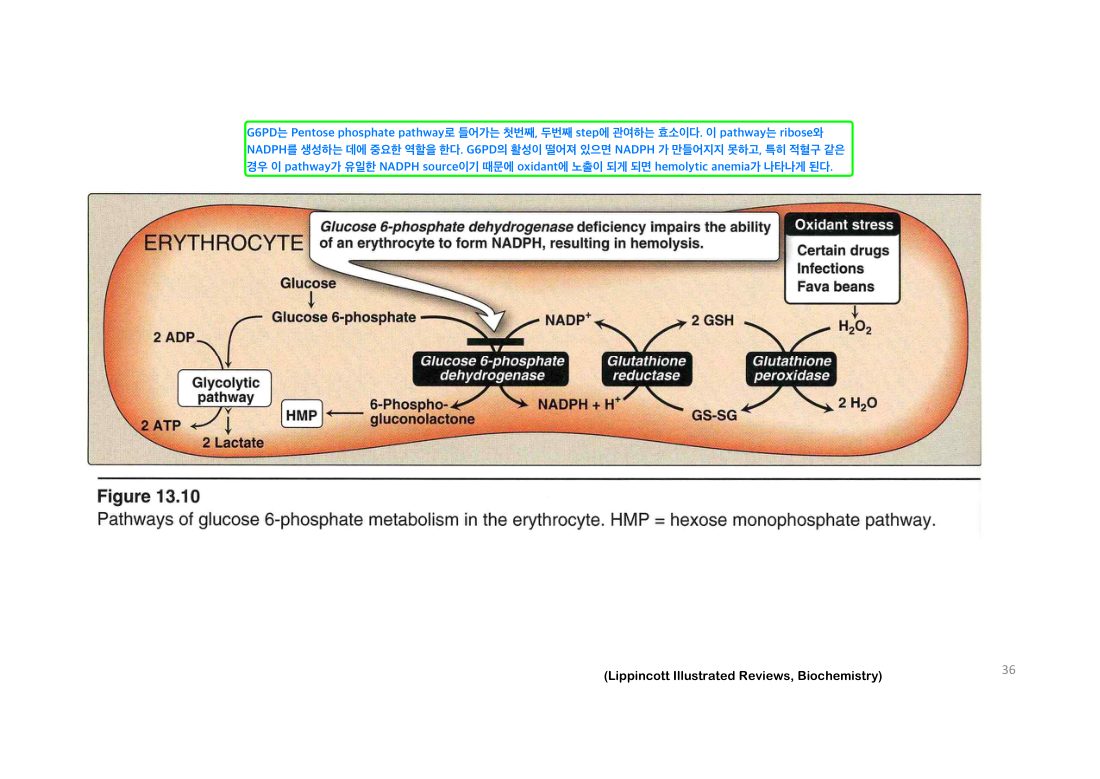 G6PD는 Pentose phosphate pathway로 들어가는 첫번째, 두번째 step에 관여하는 효소이다. 이 pathway는 ribose와
NADPH를 생성하는 데에 중요한 역할을 한다. G6PD의 활성이 떨어져 있으면 NADPH 가 만들어지지 못하고, 특히 적혈구 같은
경우 이 pathway가 유일한 NADPH source이기 때문에 oxidant에 노출이 되게 되면 hemolytic anemia가 나타나게 된다.
ERYTHROCYTE
Glucose 6-phosphate dehydrogenase deficiency impairs the ability
of an erythrocyte to form NADPH, resulting in hemolysis.
Oxidant stress
Certain drugs
Infections
Fava beans
Glucose
Glucose 6-phosphate
NADP⁺
2 GSH
H₂O₂
2 ADP
Glucose 6-phosphate
dehydrogenase
Glutathione
reductase
Glutathione
peroxidase
Glycolytic
pathway
HMP
6-Phospho-
gluconolactone
NADPH + H⁺
GS-SG
2 H₂O
2 ATP
2 Lactate
Figure 13.10
Pathways of glucose 6-phosphate metabolism in the erythrocyte. HMP = hexose monophosphate pathway.
(Lippincott Illustrated Reviews, Biochemistry)
36